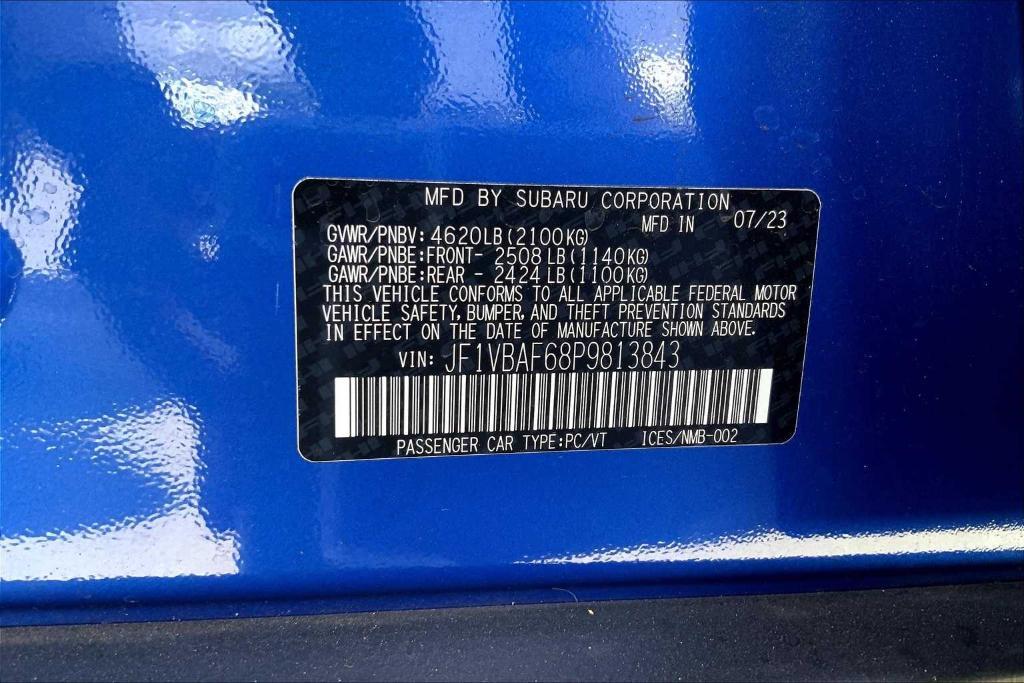 MFD BY SUBARU CORPORATION
MFD IN 07/23
GVWR/PNBV: 4620LB(2100KG)
GAWR/PNBE:FRONT- 2508 LB(1140KG)
GAWR/PNBE:REAR - 2424 LB(1100KG)
THIS VEHICLE CONFORMS TO ALL APPLICABLE FEDERAL MOTOR
VEHICLE SAFETY, BUMPER, AND THEFT PREVENTION STANDARDS
IN EFFECT ON THE DATE OF MANUFACTURE SHOWN ABOVE.
VIN: JF1VBAF68P9813843
PASSENGER CAR TYPE:PC/VT ICES/NMB-002